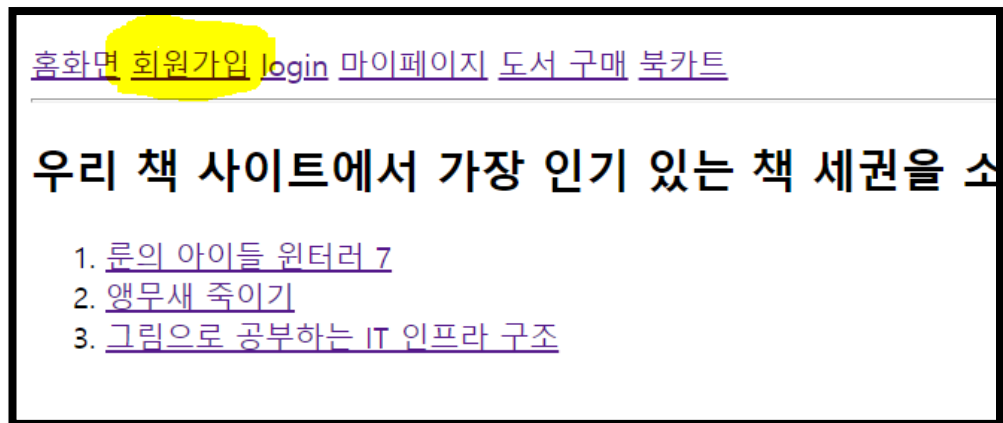 홈화면 회원가입 login 마이페이지 도서 구매 북카트
우리 책 사이트에서 가장 인기 있는 책 세권을 소
1. 룬의 아이들 윈터러 7
2. 앵무새 죽이기
3. 그림으로 공부하는 IT 인프라 구조